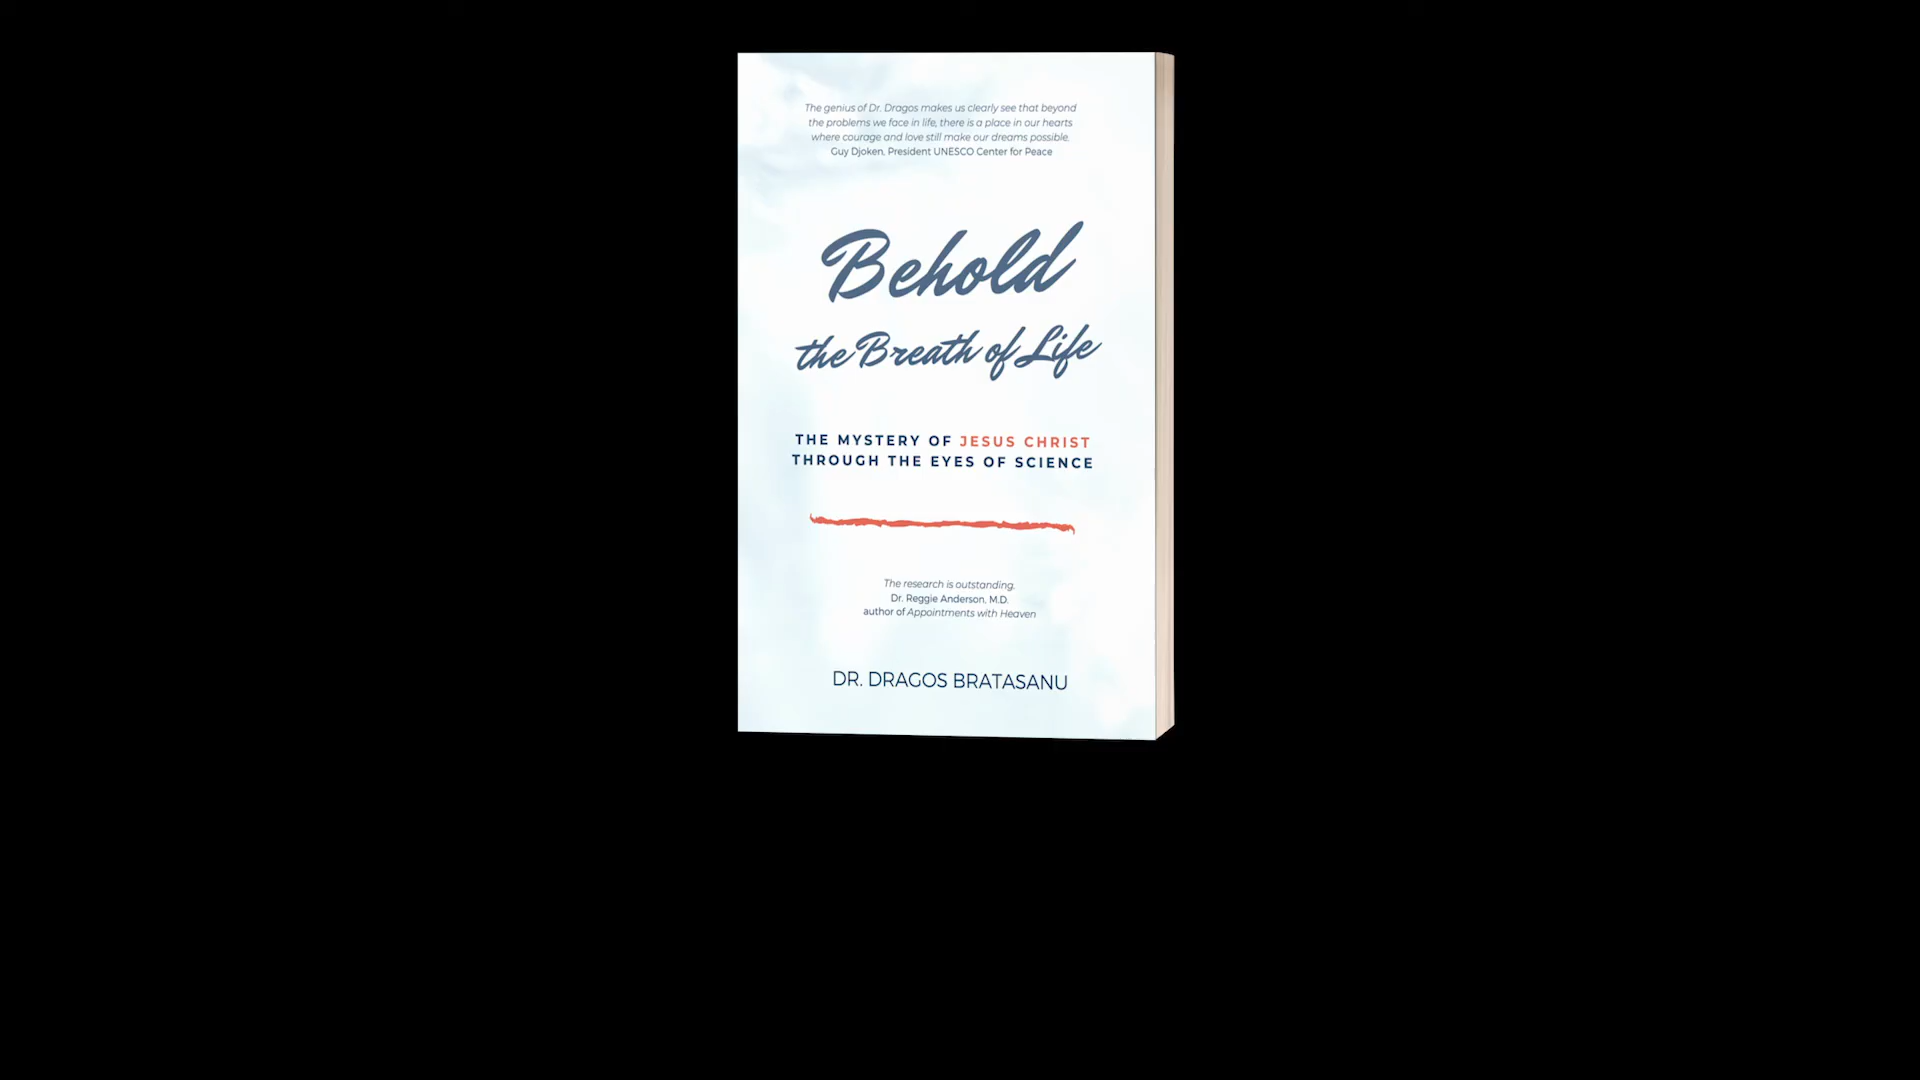 The genius of Dr. Dragos makes us clearly see that beyond
the problems we face in life, there is a place in our hearts
where courage and love still make our dreams possible.
Guy Djoken, President UNESCO Center for Peace
Behold
the Breath of Life
THE MYSTERY OF JESUS CHRIST
THROUGH THE EYES OF SCIENCE
The research is outstanding.
Dr. Reggie Anderson, M.D.
author of Appointments with Heaven
DR. DRAGOS BRATASANU